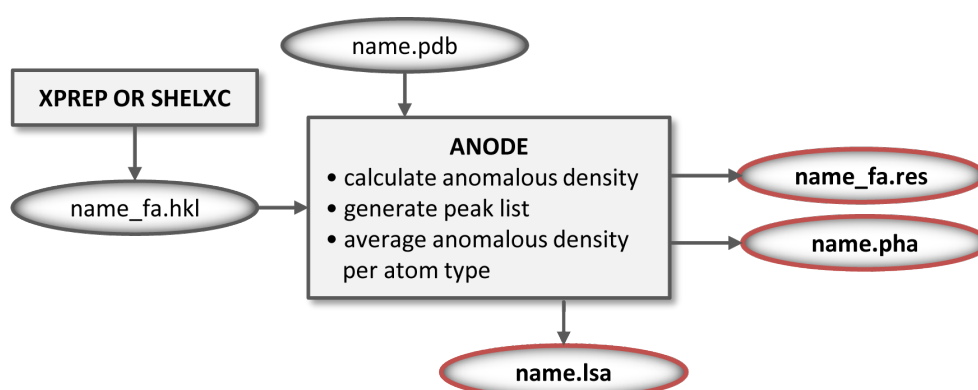 name.pdb
XPREP OR SHELXC
name_fa.hkl
ANODE
• calculate anomalous density
• generate peak list
• average anomalous density
per atom type
name_fa.res
name.pha
name.lsa